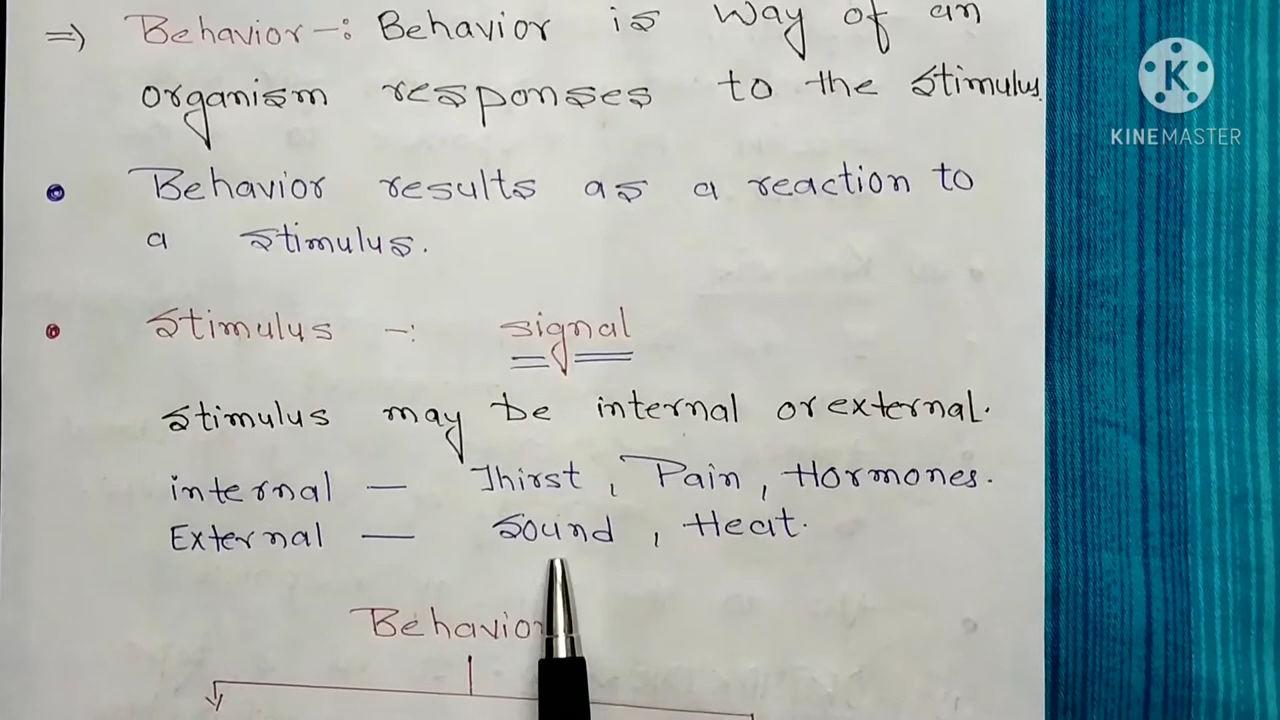 ⇒) Behavior -: Behavior is way of an
organism responses to the stimulus.
• Behavior results as a reaction to
a stimulus.
• Stimulus -: signal
Stimulus may be internal or external.
internal — Thirst, Pain, Hormones.
External — Sound, Heat.
Behavior
K
KINEMASTER